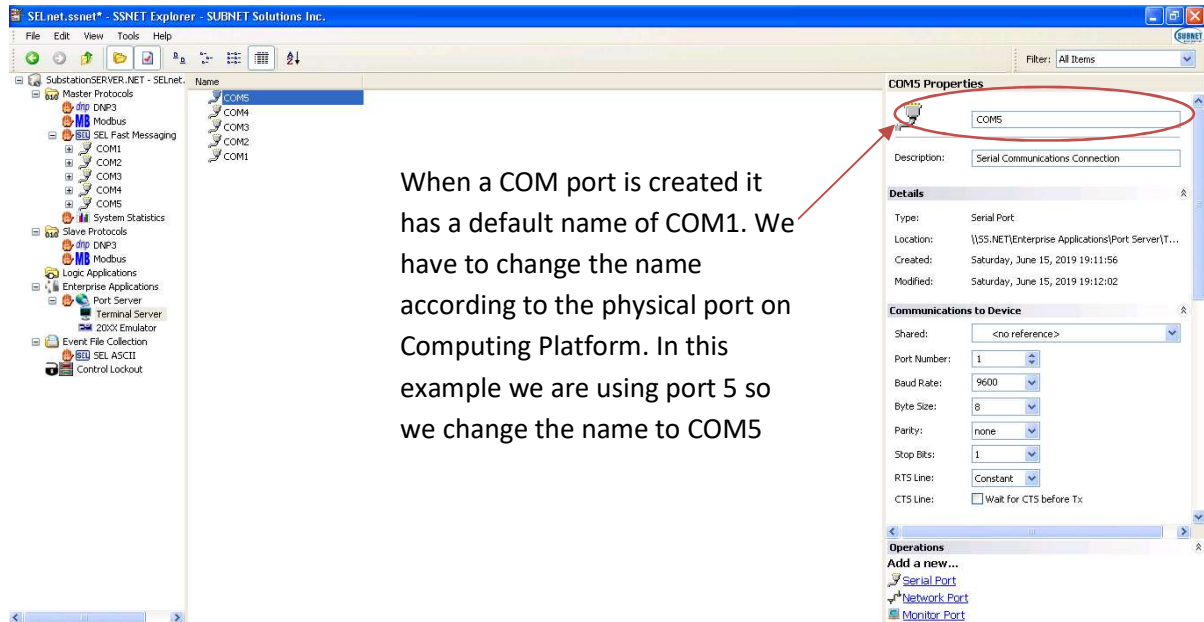 SELnet.ssnet* - SSNET Explorer - SUBNET Solutions Inc.
File Edit View Tools Help
SUBNET
Filter: All Items
SubstationSERVER.NET - SELnet.
Master Protocols
dnp DNP3
MB Modbus
SEL SEL Fast Messaging
COM1
COM2
COM3
COM4
COM5
System Statistics
Slave Protocols
dnp DNP3
MB Modbus
Logic Applications
Enterprise Applications
Port Server
Terminal Server
20XX Emulator
Event File Collection
SEL SEL ASCII
Control Lockout
Name
COM5
COM4
COM3
COM2
COM1
When a COM port is created it
has a default name of COM1. We
have to change the name
according to the physical port on
Computing Platform. In this
example we are using port 5 so
we change the name to COM5
COM5 Properties
COM5
Description: Serial Communications Connection
Details
Type: Serial Port
Location: \\SS.NET\Enterprise Applications\Port Server\T...
Created: Saturday, June 15, 2019 19:11:56
Modified: Saturday, June 15, 2019 19:12:02
Communications to Device
Shared: <no reference>
Port Number: 1
Baud Rate: 9600
Byte Size: 8
Parity: none
Stop Bits: 1
RTS Line: Constant
CTS Line: Wait for CTS before Tx
Operations
Add a new...
Serial Port
Network Port
Monitor Port